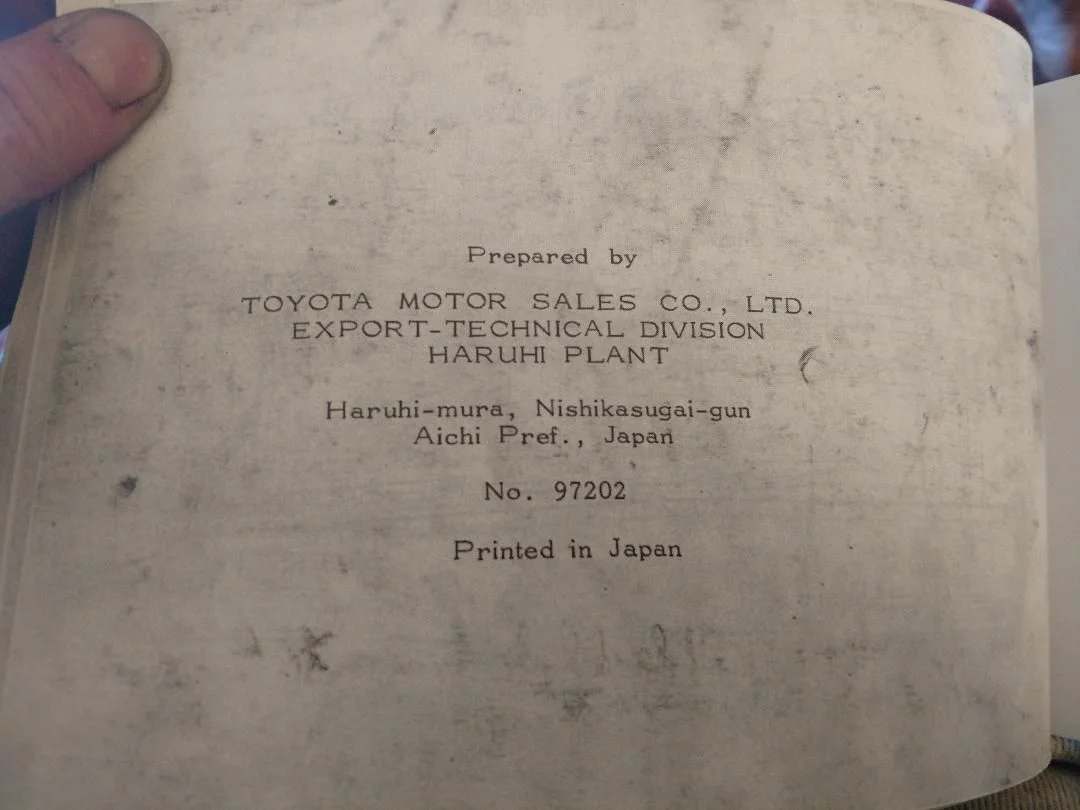 Prepared by
TOYOTA MOTOR SALES CO., LTD.
EXPORT-TECHNICAL DIVISION
HARUHI PLANT
Haruhi-mura, Nishikasugai-gun
Aichi Pref., Japan
No. 97202
Printed in Japan